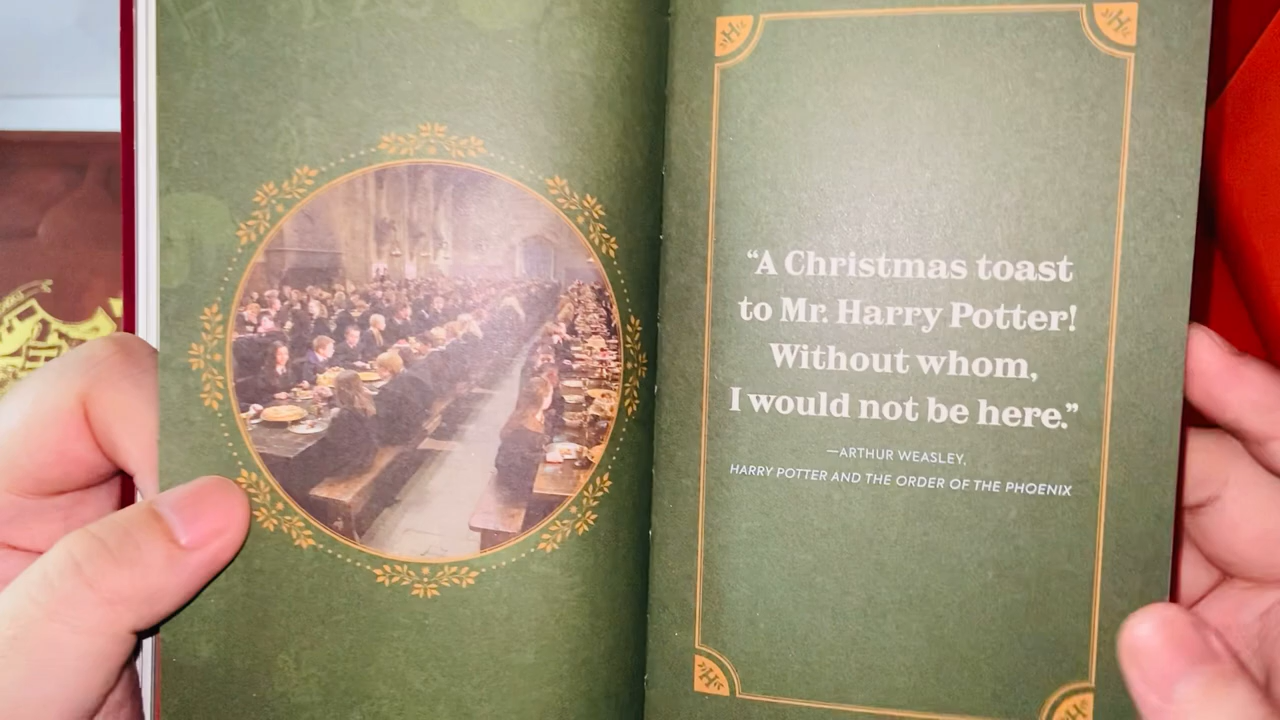 “A Christmas toast
to Mr. Harry Potter!
Without whom,
I would not be here.”
—ARTHUR WEASLEY,
HARRY POTTER AND THE ORDER OF THE PHOENIX
H
H
H
H